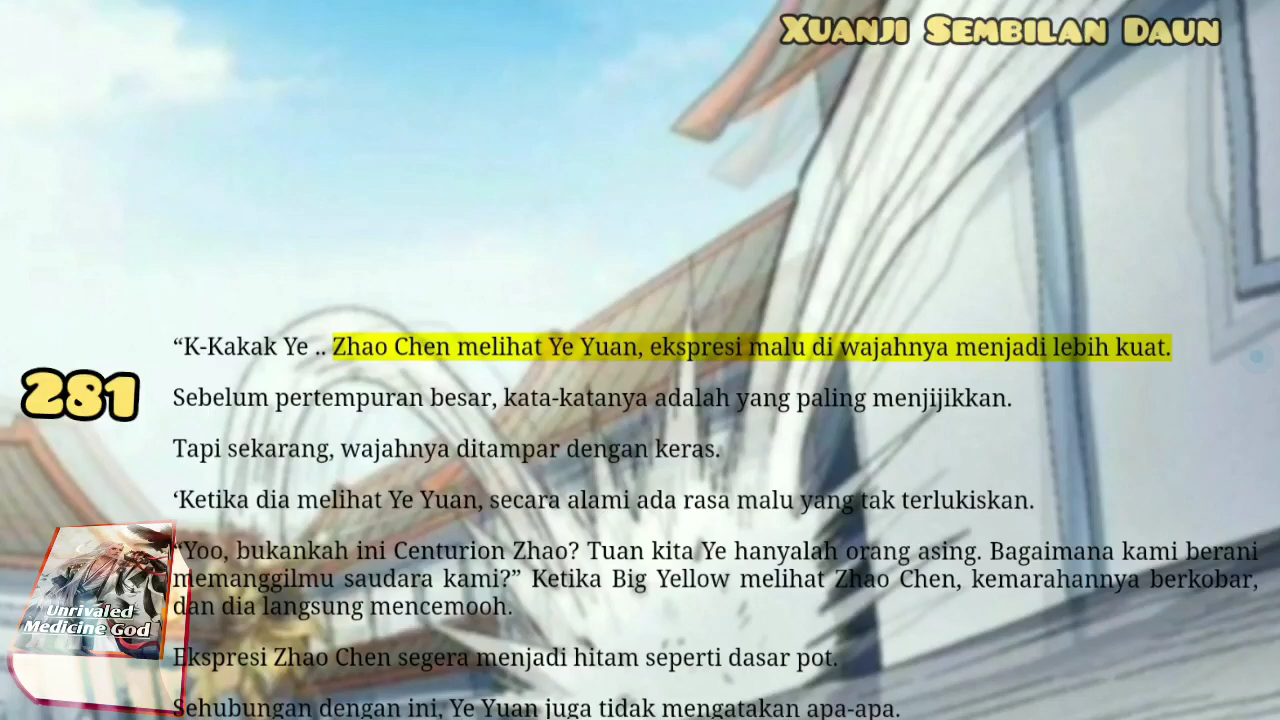 Xuanji Sembilan Daun
“K-Kakak Ye .. Zhao Chen melihat Ye Yuan, ekspresi malu di wajahnya menjadi lebih kuat.
281
Sebelum pertempuran besar, kata-katanya adalah yang paling menjijikkan.
Tapi sekarang, wajahnya ditampar dengan keras.
‘Ketika dia melihat Ye Yuan, secara alami ada rasa malu yang tak terlukiskan.
“Yoo, bukankah ini Centurion Zhao? Tuan kita Ye hanyalah orang asing. Bagaimana kami berani
memanggilmu saudara kami?” Ketika Big Yellow melihat Zhao Chen, kemarahannya berkobar,
dan dia langsung mencemooh.
Unrivaled
Medicine God
Ekspresi Zhao Chen segera menjadi hitam seperti dasar pot.
Sehubungan dengan ini, Ye Yuan juga tidak mengatakan apa-apa.